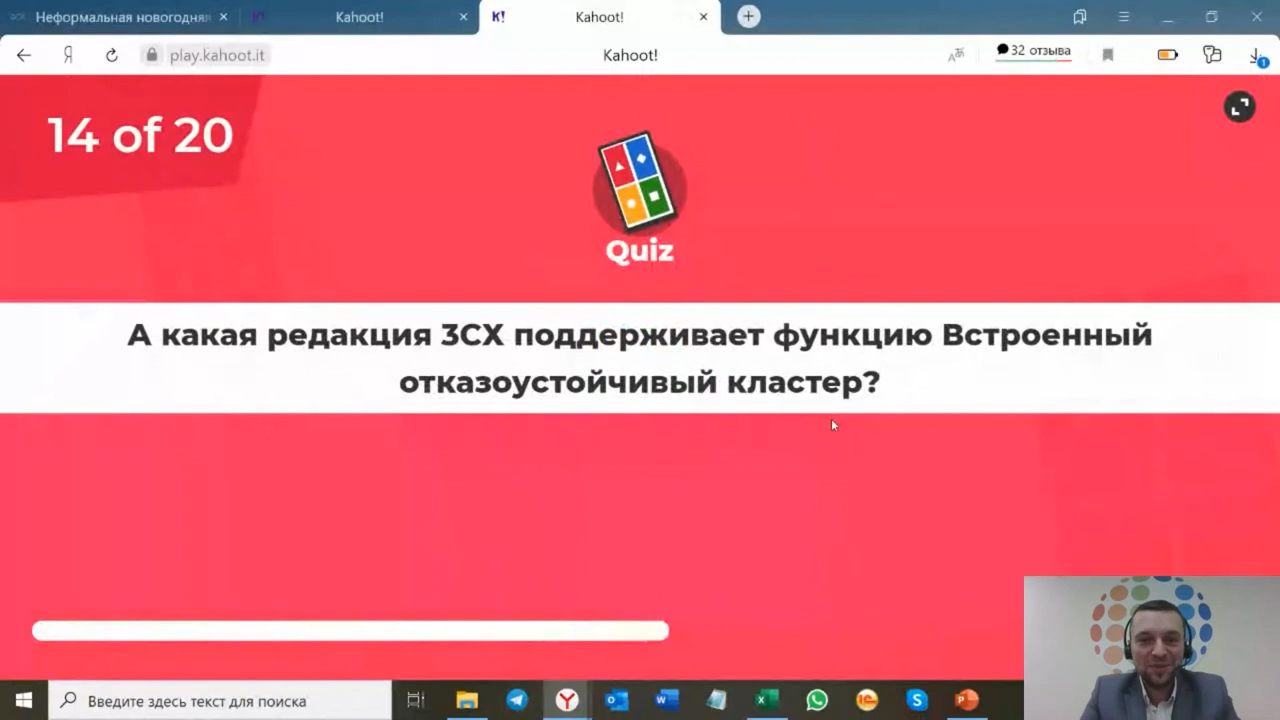 Неформальная новогодняя
Kahoot!
Kahoot!
play.kahoot.it
Kahoot!
32 отзыва
1
14 of 20
Quiz
А какая редакция 3CX поддерживает функцию Встроенный
отказоустойчивый кластер?
Введите здесь текст для поиска